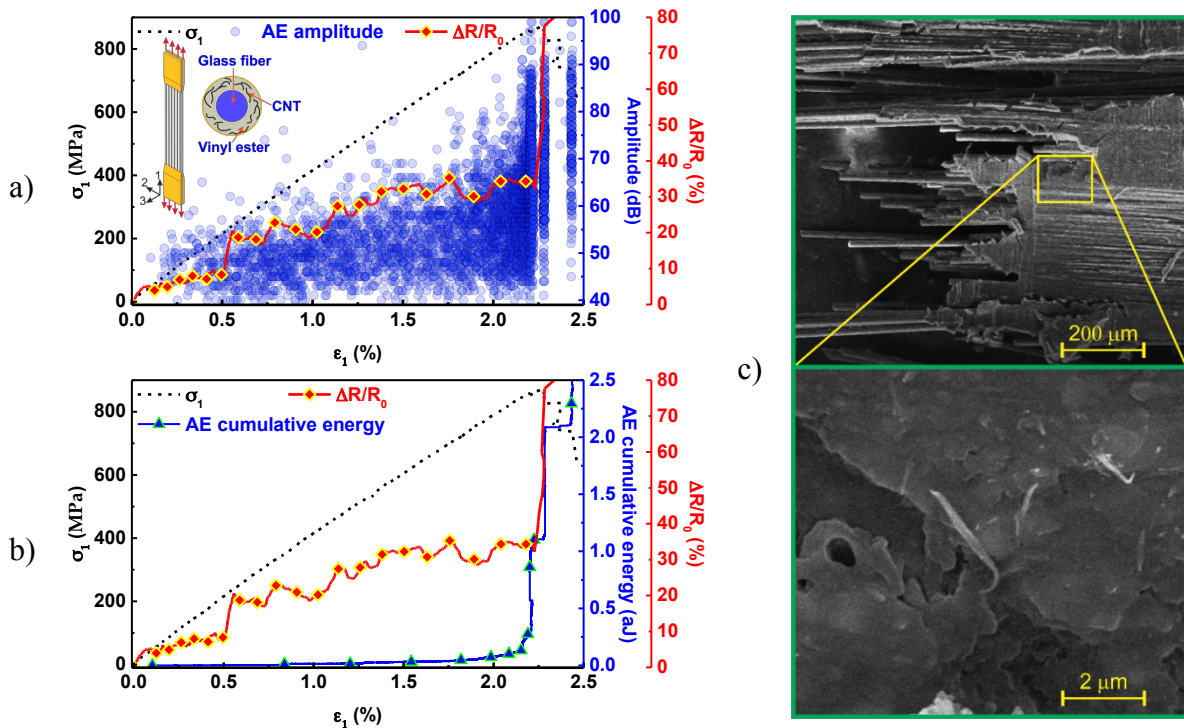 a)
σ₁ AE amplitude ΔR/R₀
Glass fiber
CNT
Vinyl ester
1
2
3
800
600
400
200
0
σ₁ (MPa)
0.0 0.5 1.0 1.5 2.0 2.5
ε₁ (%)
100
90
80
70
60
50
40
Amplitude (dB)
80
70
60
50
40
30
20
10
0
ΔR/R₀ (%)
b)
σ₁ ΔR/R₀
AE cumulative energy
800
600
400
200
0
σ₁ (MPa)
0.0 0.5 1.0 1.5 2.0 2.5
ε₁ (%)
2.5
2.0
1.5
1.0
0.5
0.0
AE cumulative energy (aJ)
80
70
60
50
40
30
20
10
0
ΔR/R₀ (%)
c)
200 μm
2 μm